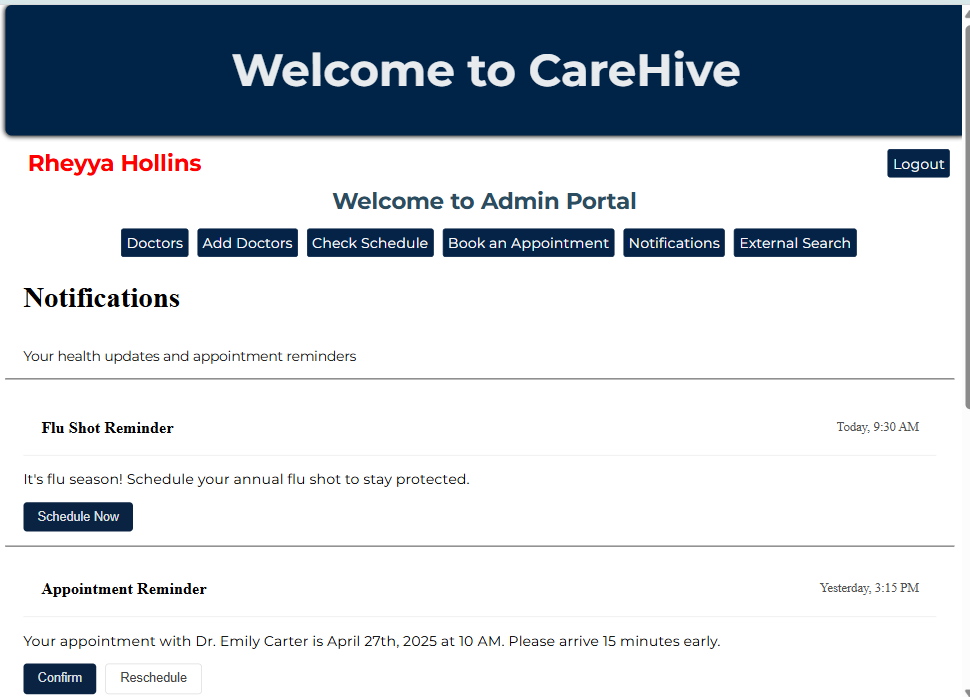 Welcome to CareHive
Rheyya Hollins
Logout
Welcome to Admin Portal
Doctors Add Doctors Check Schedule Book an Appointment Notifications External Search
Notifications
Your health updates and appointment reminders
Flu Shot Reminder Today, 9:30 AM
It's flu season! Schedule your annual flu shot to stay protected.
Schedule Now
Appointment Reminder Yesterday, 3:15 PM
Your appointment with Dr. Emily Carter is April 27th, 2025 at 10 AM. Please arrive 15 minutes early.
Confirm Reschedule